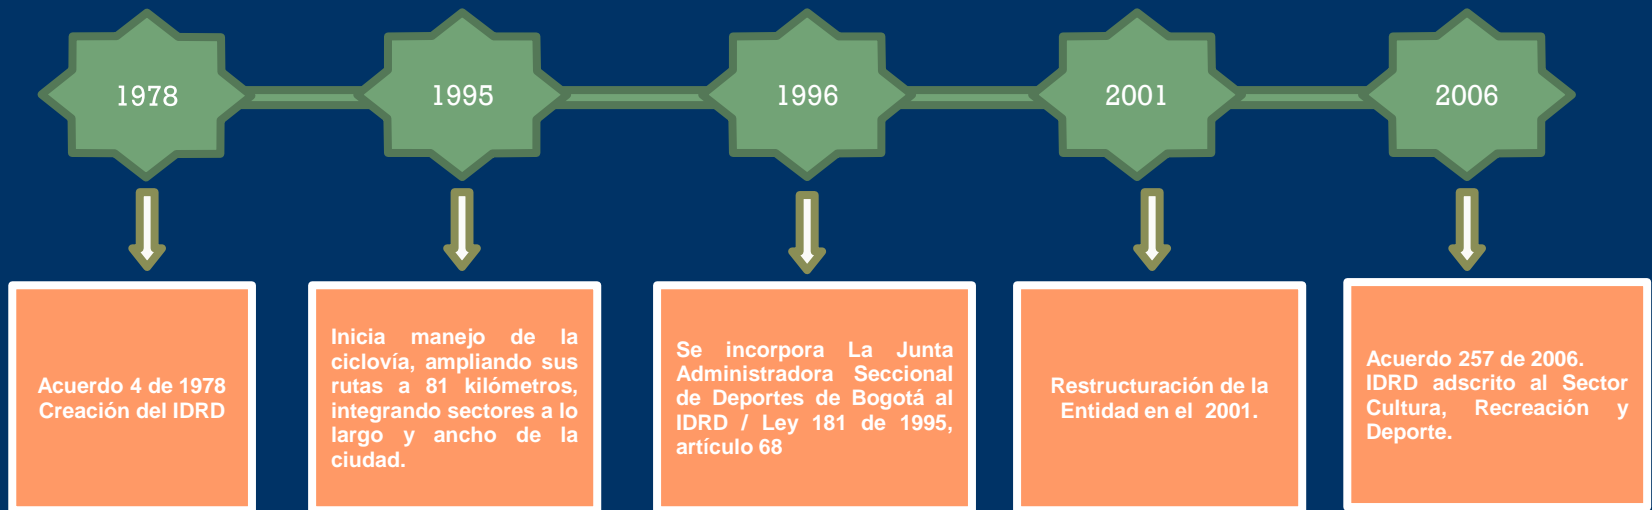 1978
1995
1996
2001
2006
Acuerdo 4 de 1978
Creación del IDRD
Inicia manejo de la
ciclovía, ampliando sus
rutas a 81 kilómetros,
integrando sectores a lo
largo y ancho de la
ciudad.
Se incorpora La Junta
Administradora Seccional
de Deportes de Bogotá al
IDRD / Ley 181 de 1995,
artículo 68
Restructuración de la
Entidad en el 2001.
Acuerdo 257 de 2006.
IDRD adscrito al Sector
Cultura, Recreación y
Deporte.